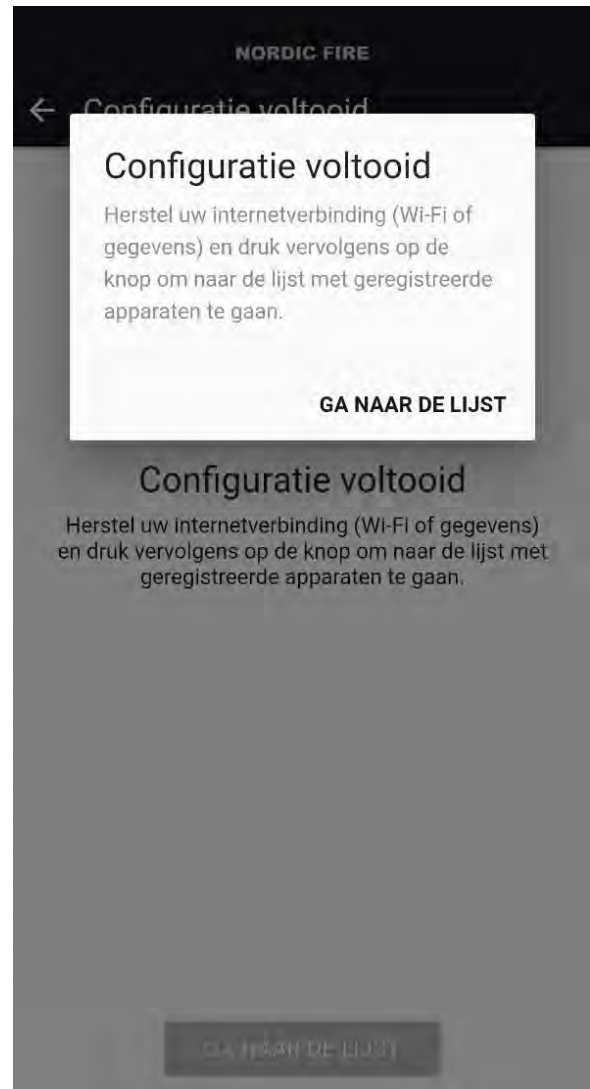 NORDIC FIRE
← Configuratie voltooid
Configuratie voltooid
Herstel uw internetverbinding (Wi-Fi of
gegevens) en druk vervolgens op de
knop om naar de lijst met geregistreerde
apparaten te gaan.
GA NAAR DE LIJST
Configuratie voltooid
Herstel uw internetverbinding (Wi-Fi of gegevens)
en druk vervolgens op de knop om naar de lijst met
geregistreerde apparaten te gaan.
GA NAAR DE LIJST